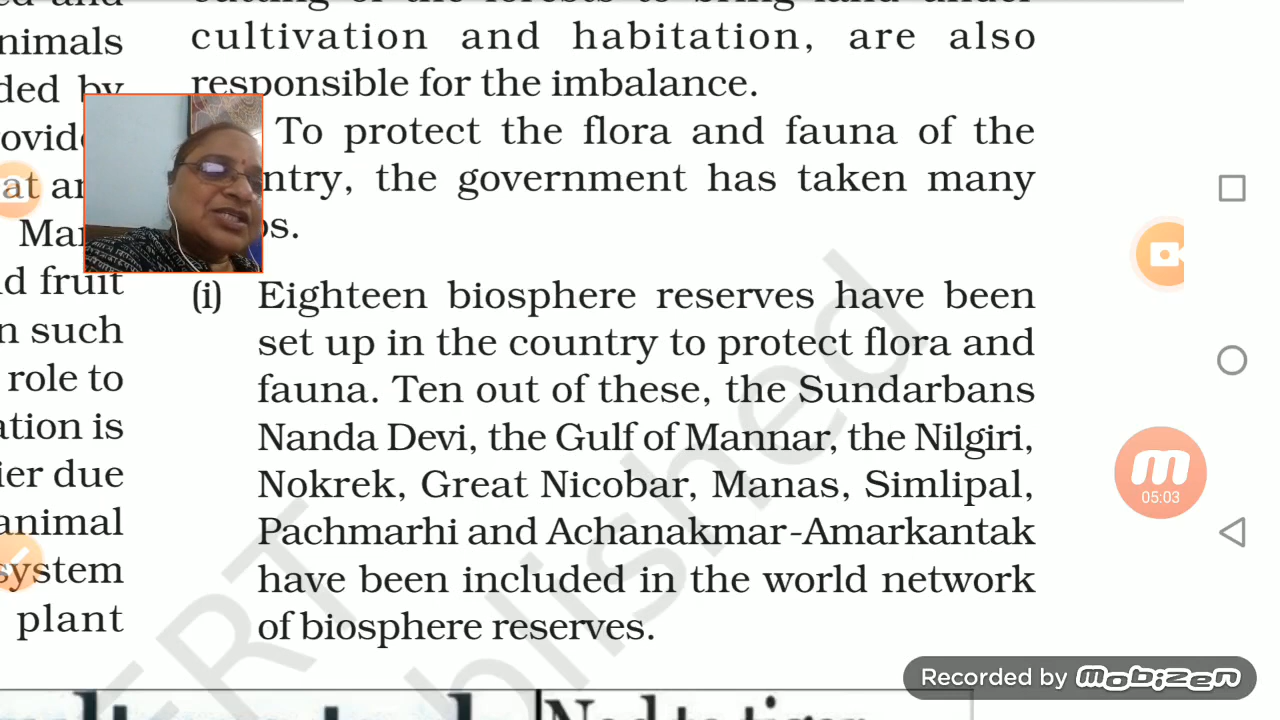 nimals
ded by
at
Man
d fruit
n such
role to
ation is
ier due
animal
system
plant
cultivation and habitation, are also
responsible for the imbalance.
To protect the flora and fauna of the
ntry, the government has taken many
os.
(i) Eighteen biosphere reserves have been
set up in the country to protect flora and
fauna. Ten out of these, the Sundarbans
Nanda Devi, the Gulf of Mannar, the Nilgiri,
Nokrek, Great Nicobar, Manas, Simlipal,
Pachmarhi and Achanakmar-Amarkantak
have been included in the world network
of biosphere reserves.
05:03
Recorded by mobizen